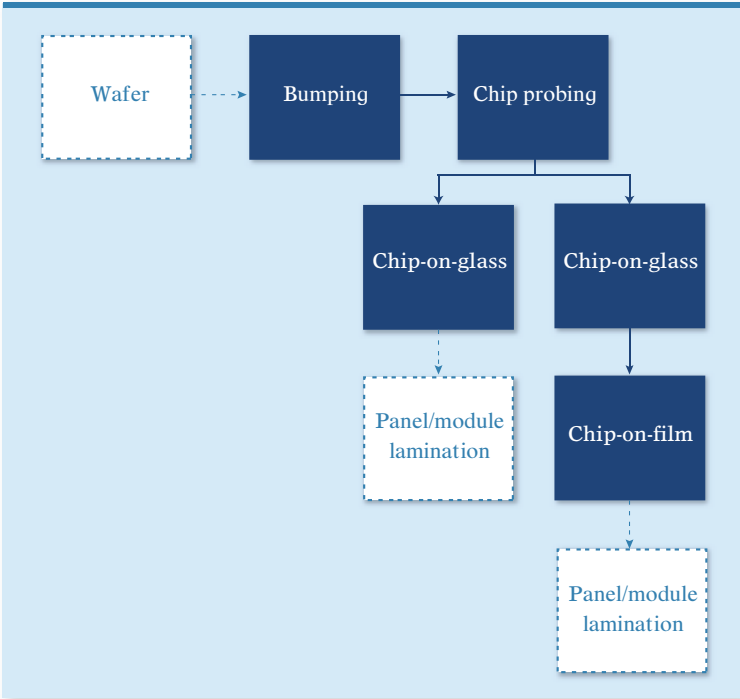 Wafer
Bumping
Chip probing
Chip-on-glass
Chip-on-glass
Panel/module
lamination
Chip-on-film
Panel/module
lamination